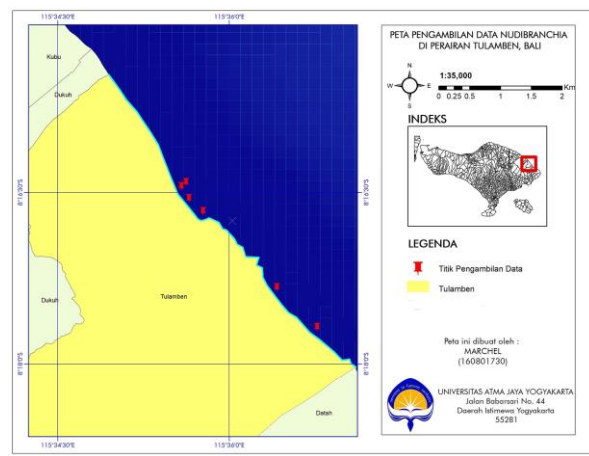 115°34'30"E
115°36'0"E
Kubu
Dukuh
8°16'30"S
8°16'30"S
Dukuh
Tulamben
8°18'0"S
8°18'0"S
Datah
115°34'30"E
115°36'0"E
PETA PENGAMBILAN DATA NUDIBRANCHIA
DI PERAIRAN TULAMBEN, BALI
N
W
E
S
1:35,000
Km
0 0.25 0.5 1 1.5 2
INDEKS
LEGENDA
Titik Pengambilan Data
Tulamben
Peta ini dibuat oleh :
MARCHEL
(160801730)
UNIVERSITAS ATMA JAYA YOGYAKARTA
Jalan Babarsari No. 44
Daerah Istimewa Yogyakarta
55281